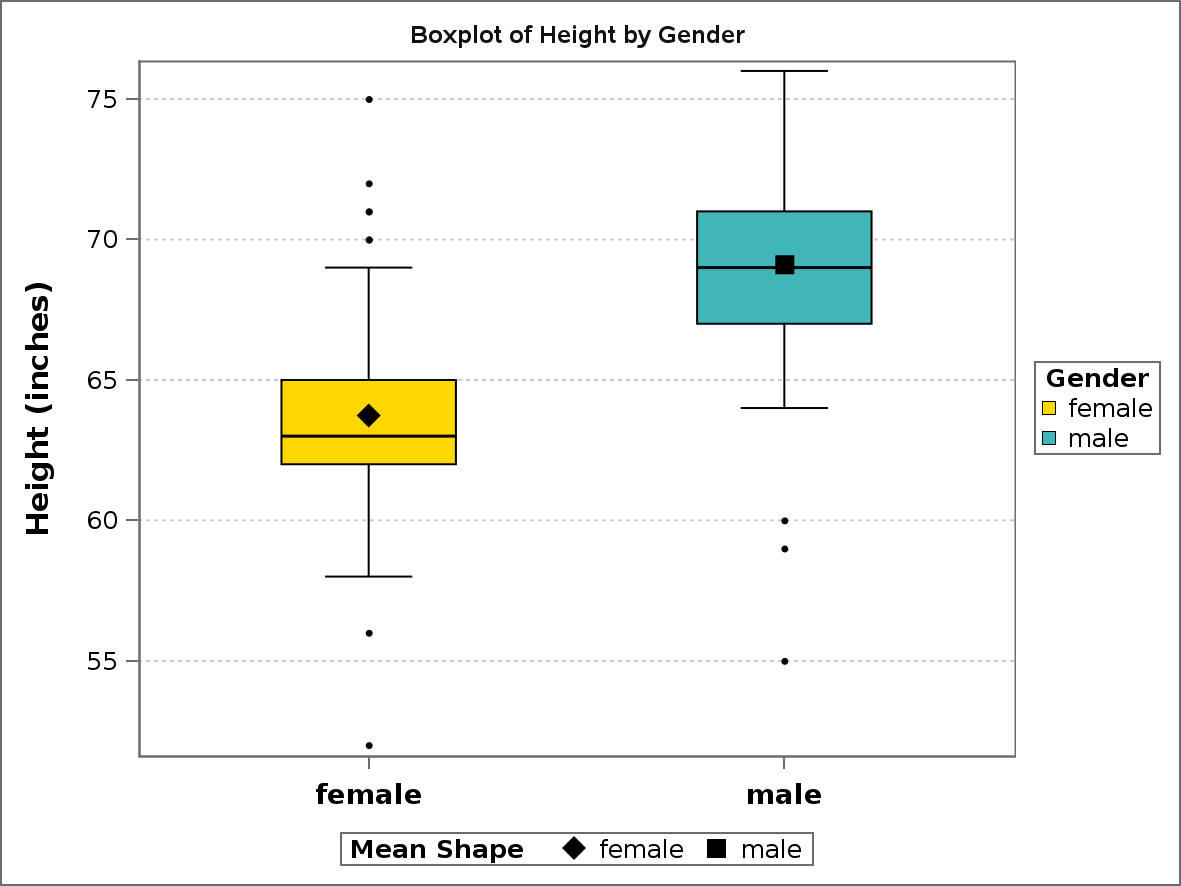 Boxplot of Height by Gender
75
70
65
60
55
Height (inches)
female
male
Gender
female
male
Mean Shape female male